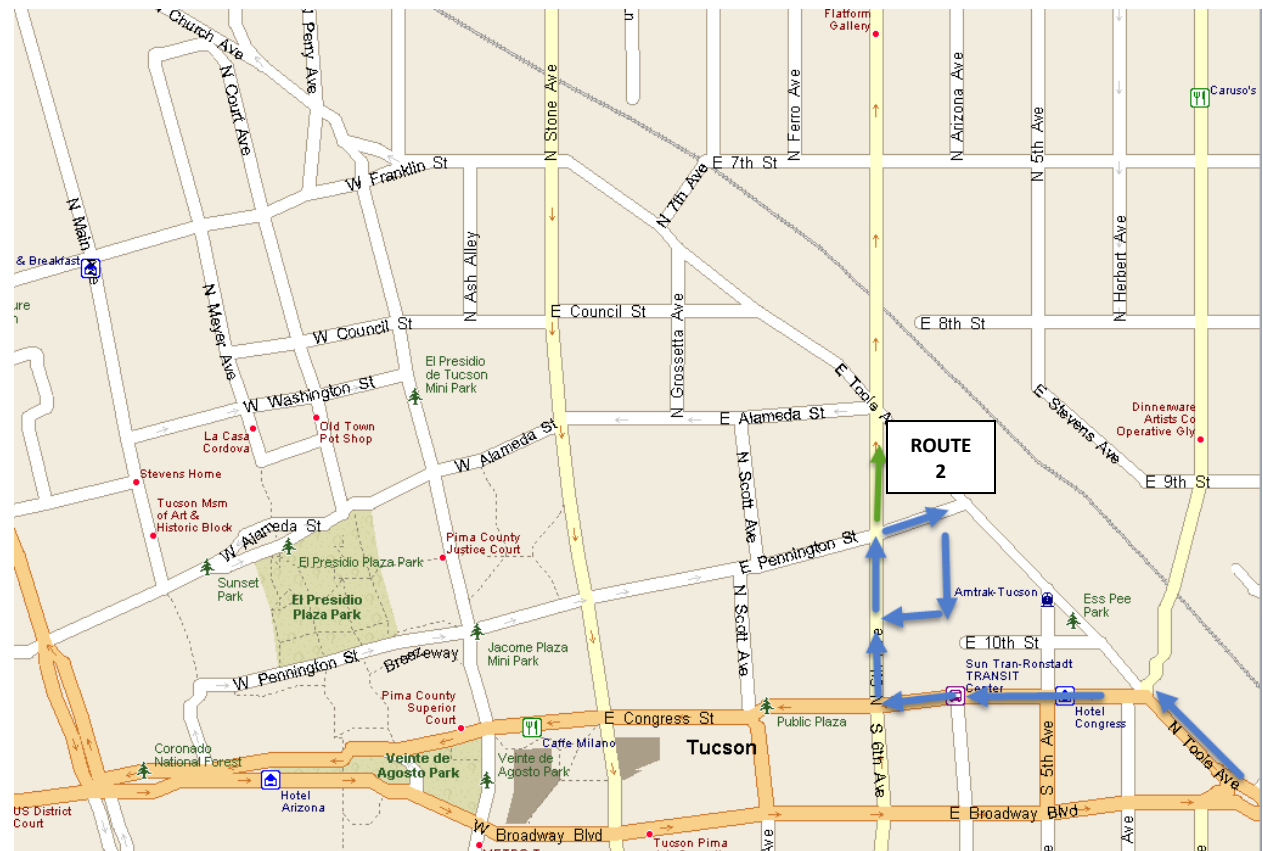 Flatform
Gallery
W Church Ave
N Perry Ave
N Court Ave
N Stone Ave
N Ferro Ave
N Arizona Ave
N 5th Ave
Caruso's
E 7th St
W Franklin St
N 7th Ave
N Main Ave
& Breakfast
N Ash Alley
N Herbert Ave
N Meyer Ave
E Council St
W Council St
E 8th St
N Grossetta Ave
El Presidio
de Tucson
Mini Park
E Toole A
W Washington St
E Alameda St
E Stevens Ave
Dinnerware
Artists Co
Operative Gly
Old Town
Pot Shop
La Casa
Cordova
W Alameda St
ROUTE
2
Stevens Home
E 9th St
N Scott Ave
Tucson Msm
of Art &
Historic Block
W Alameda St
Pima County
Justice Court
E Pennington St
El Presidio Plaza Park
Sunset
Park
El Presidio
Plaza Park
Amtrak-Tucson
Ess Pee
Park
N Scott Ave
E 10th St
Jacome Plaza
Mini Park
Breezeway
W Pennington St
Sun Tran-Ronstadt
TRANSIT
Center
Pima County
Superior
Court
E Congress St
Public Plaza
Hotel
Congress
Caffe Milano
Tucson
S 6th Ave
S 5th Ave
N Toole Ave
Coronado
National Forest
Veinte de
Agosto Park
Veinte de
Agosto Park
Hotel
Arizona
US District
Court
E Broadway Blvd
W Broadway Blvd
Tucson Pima
Ave
Ave